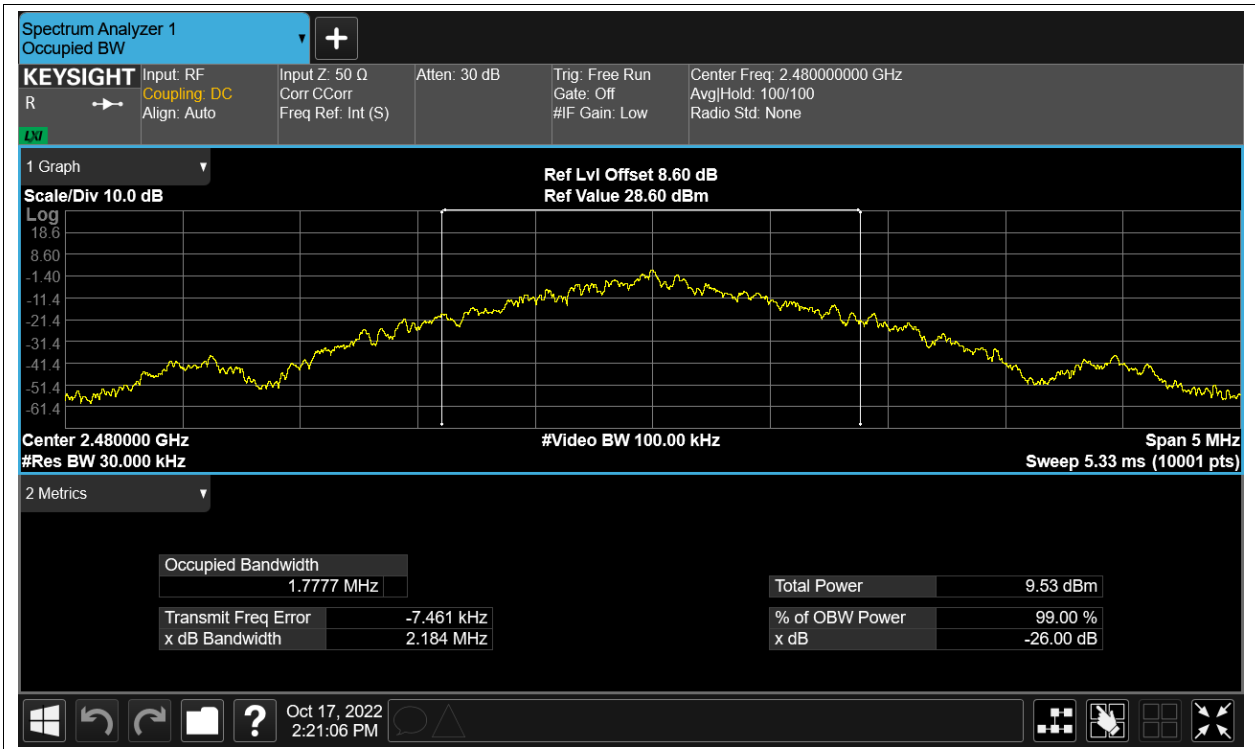 Spectrum Analyzer 1
Occupied BW
KEYSIGHT
R
LXI
Input: RF
Coupling: DC
Align: Auto
Input Z: 50 Ω
Corr CCorr
Freq Ref: Int (S)
Atten: 30 dB
Trig: Free Run
Gate: Off
#IF Gain: Low
Center Freq: 2.480000000 GHz
Avg|Hold: 100/100
Radio Std: None
1 Graph
Scale/Div 10.0 dB
Ref Lvl Offset 8.60 dB
Ref Value 28.60 dBm
Log
18.6
8.60
-1.40
-11.4
-21.4
-31.4
-41.4
-51.4
-61.4
Center 2.480000 GHz
#Video BW 100.00 kHz
Span 5 MHz
#Res BW 30.000 kHz
Sweep 5.33 ms (10001 pts)
2 Metrics
Occupied Bandwidth
1.7777 MHz
Total Power 9.53 dBm
Transmit Freq Error -7.461 kHz
% of OBW Power 99.00 %
x dB Bandwidth 2.184 MHz
x dB -26.00 dB
?
Oct 17, 2022
2:21:06 PM